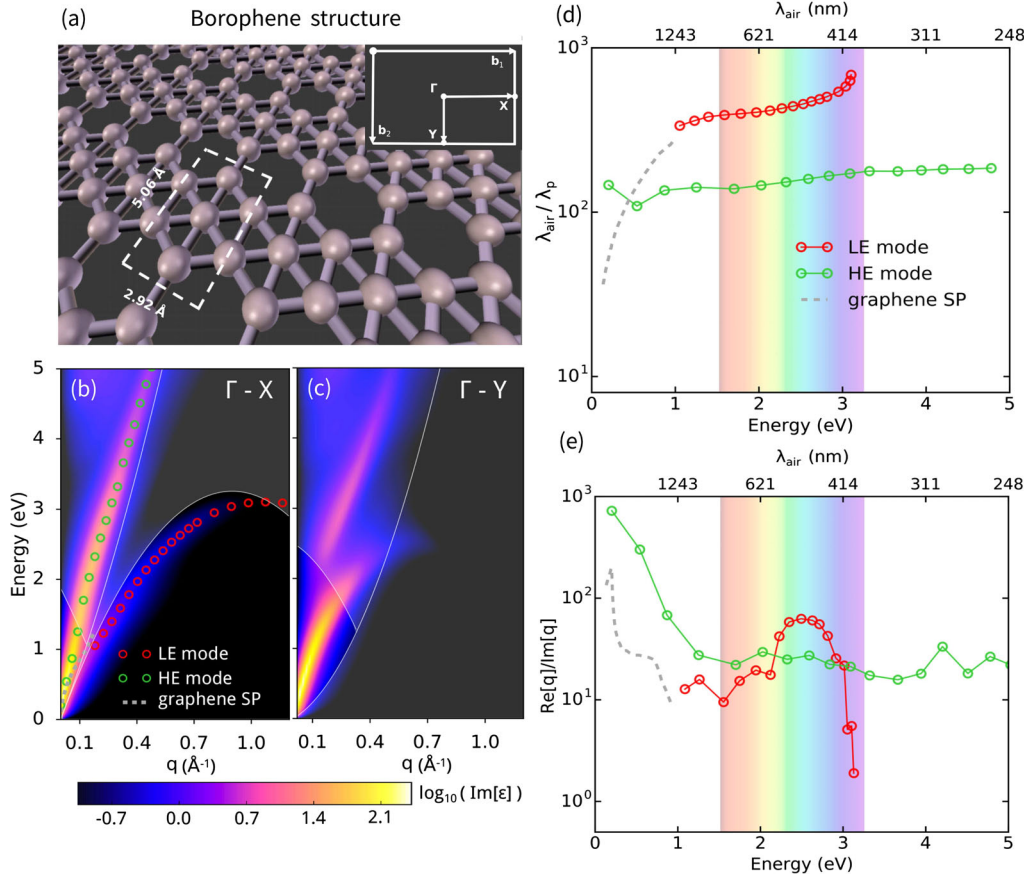 (a)
Borophene structure
b₁
Γ
X
Y
b₂
5.06 Å
2.92 Å
(b)
Γ - X
5
4
3
2
1
0
Energy (eV)
LE mode
HE mode
graphene SP
0.1
0.4
0.7
1.0
q (Å⁻¹)
(c)
Γ - Y
0.1
0.4
0.7
1.0
q (Å⁻¹)
-0.7
0.0
0.7
1.4
2.1
log₁₀(Im[ε])
(d)
λair (nm)
1243
621
414
311
248
10³
10²
10¹
λair / λp
LE mode
HE mode
graphene SP
0
1
2
3
4
5
Energy (eV)
(e)
λair (nm)
1243
621
414
311
248
10³
10²
10¹
10⁰
Re[q]/Im[q]
0
1
2
3
4
5
Energy (eV)